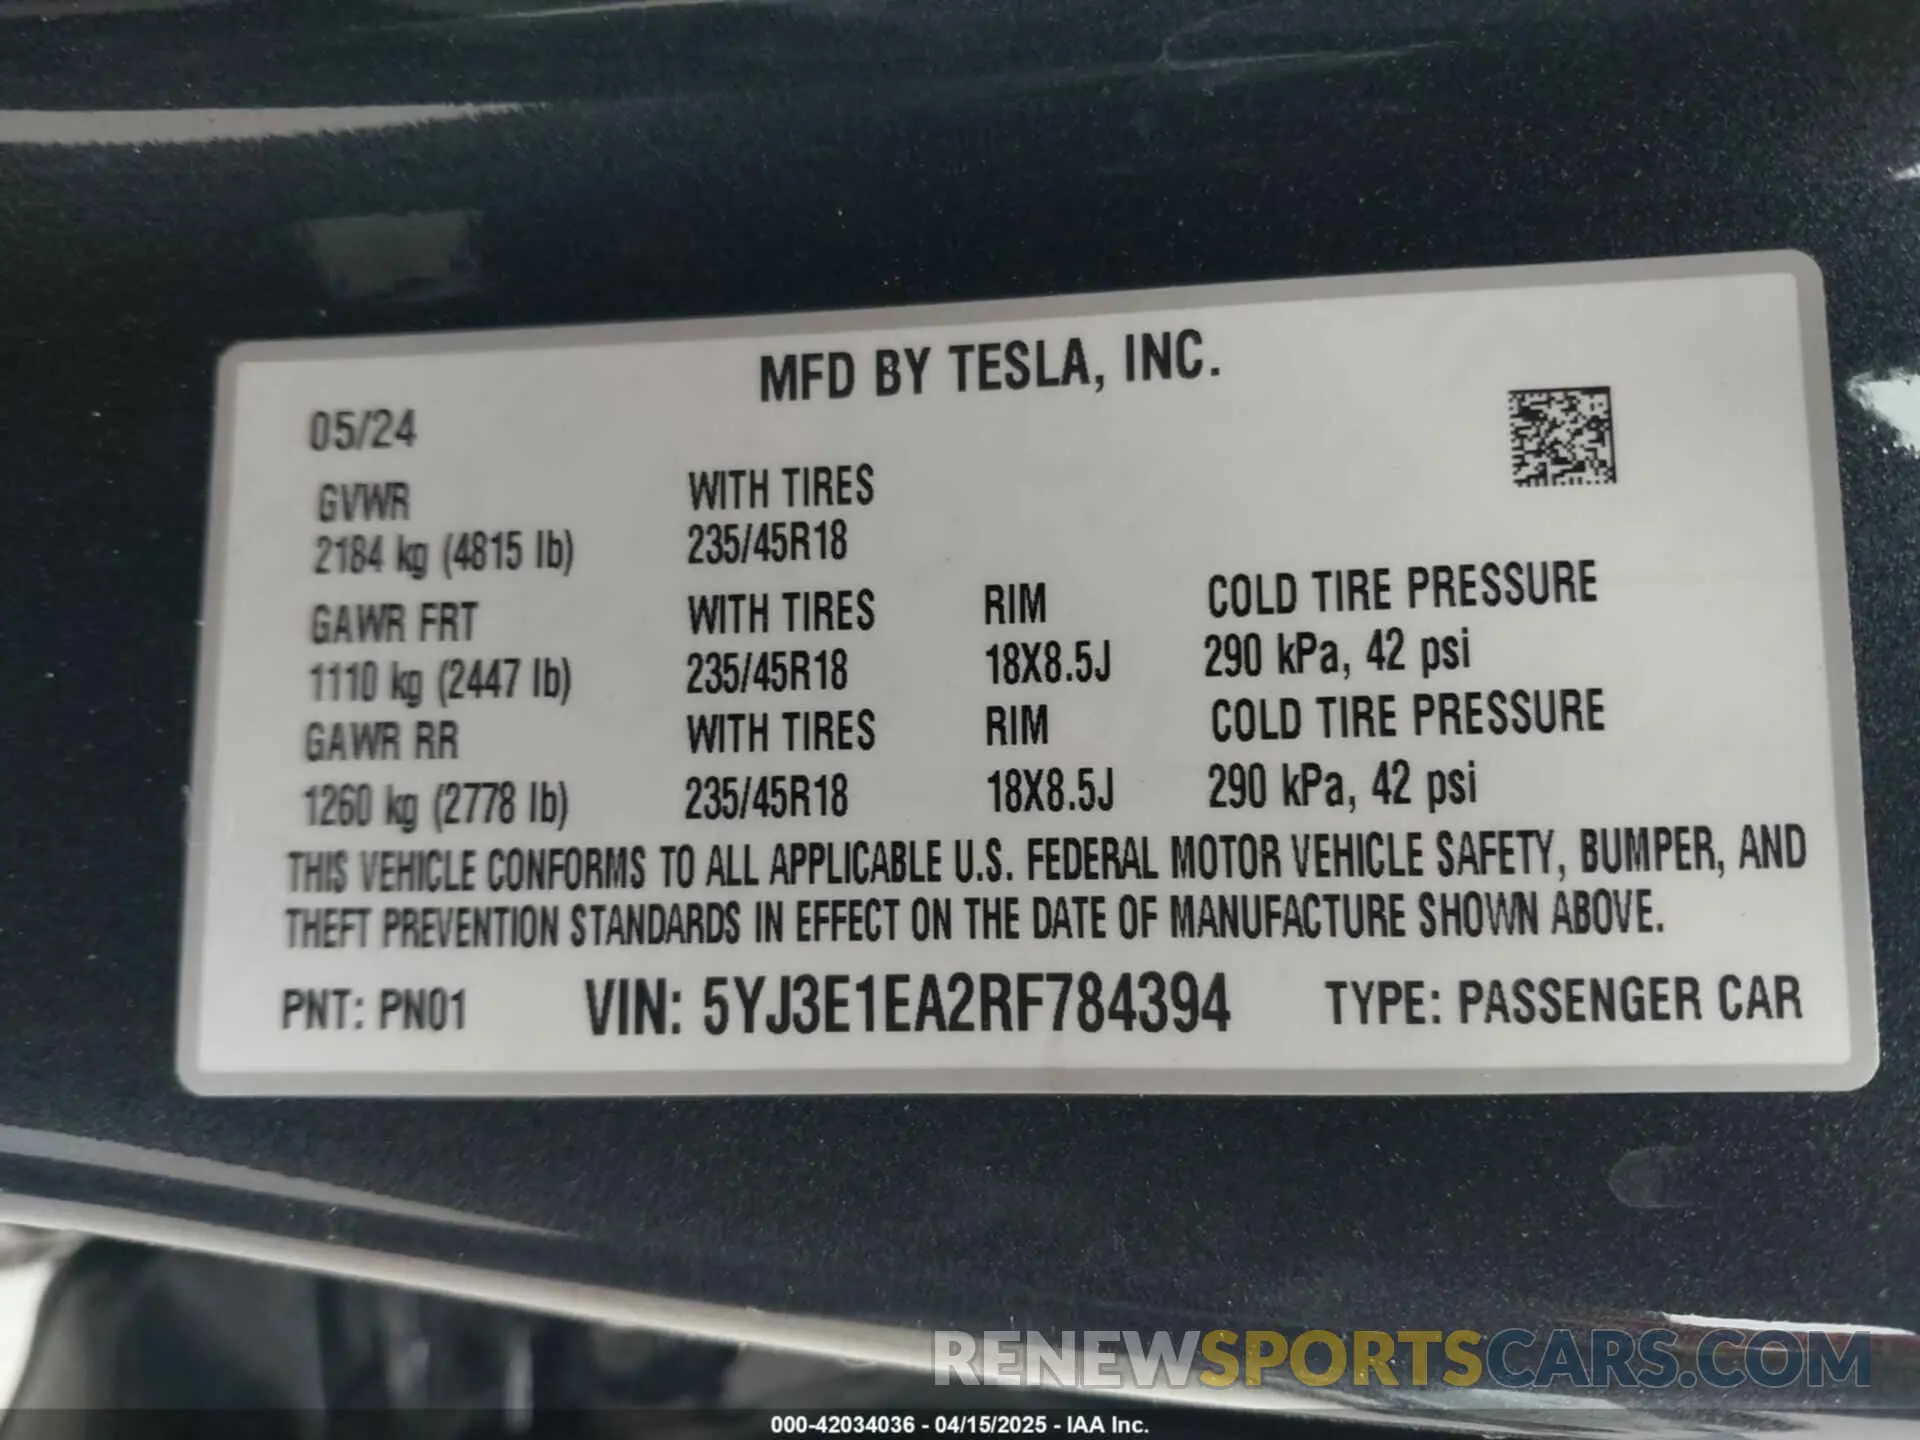 MFD BY TESLA, INC.
05/24
GVWR WITH TIRES
2184 kg (4815 lb) 235/45R18
GAWR FRT WITH TIRES RIM COLD TIRE PRESSURE
1110 kg (2447 lb) 235/45R18 18X8.5J 290 kPa, 42 psi
GAWR RR WITH TIRES RIM COLD TIRE PRESSURE
1260 kg (2778 lb) 235/45R18 18X8.5J 290 kPa, 42 psi
THIS VEHICLE CONFORMS TO ALL APPLICABLE U.S. FEDERAL MOTOR VEHICLE SAFETY, BUMPER, AND
THEFT PREVENTION STANDARDS IN EFFECT ON THE DATE OF MANUFACTURE SHOWN ABOVE.
PNT: PN01 VIN: 5YJ3E1EA2RF784394 TYPE: PASSENGER CAR
RENEWSPORTSCARS.COM
000-42034036 - 04/15/2025 - IAA Inc.